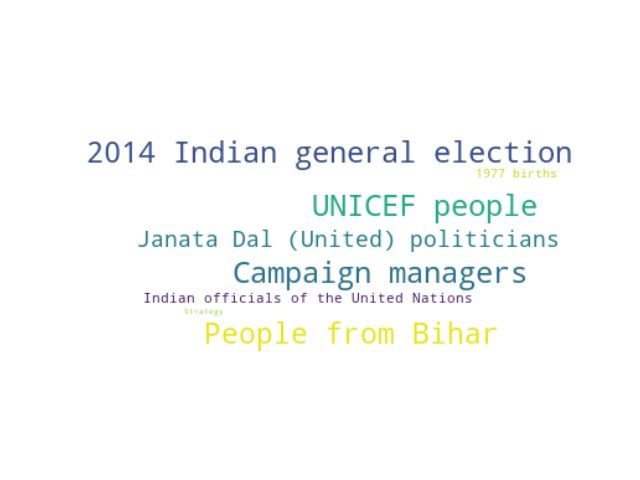 2014 Indian general election
1977 births
UNICEF people
Janata Dal (United) politicians
Campaign managers
Indian officials of the United Nations
Strategy
People from Bihar